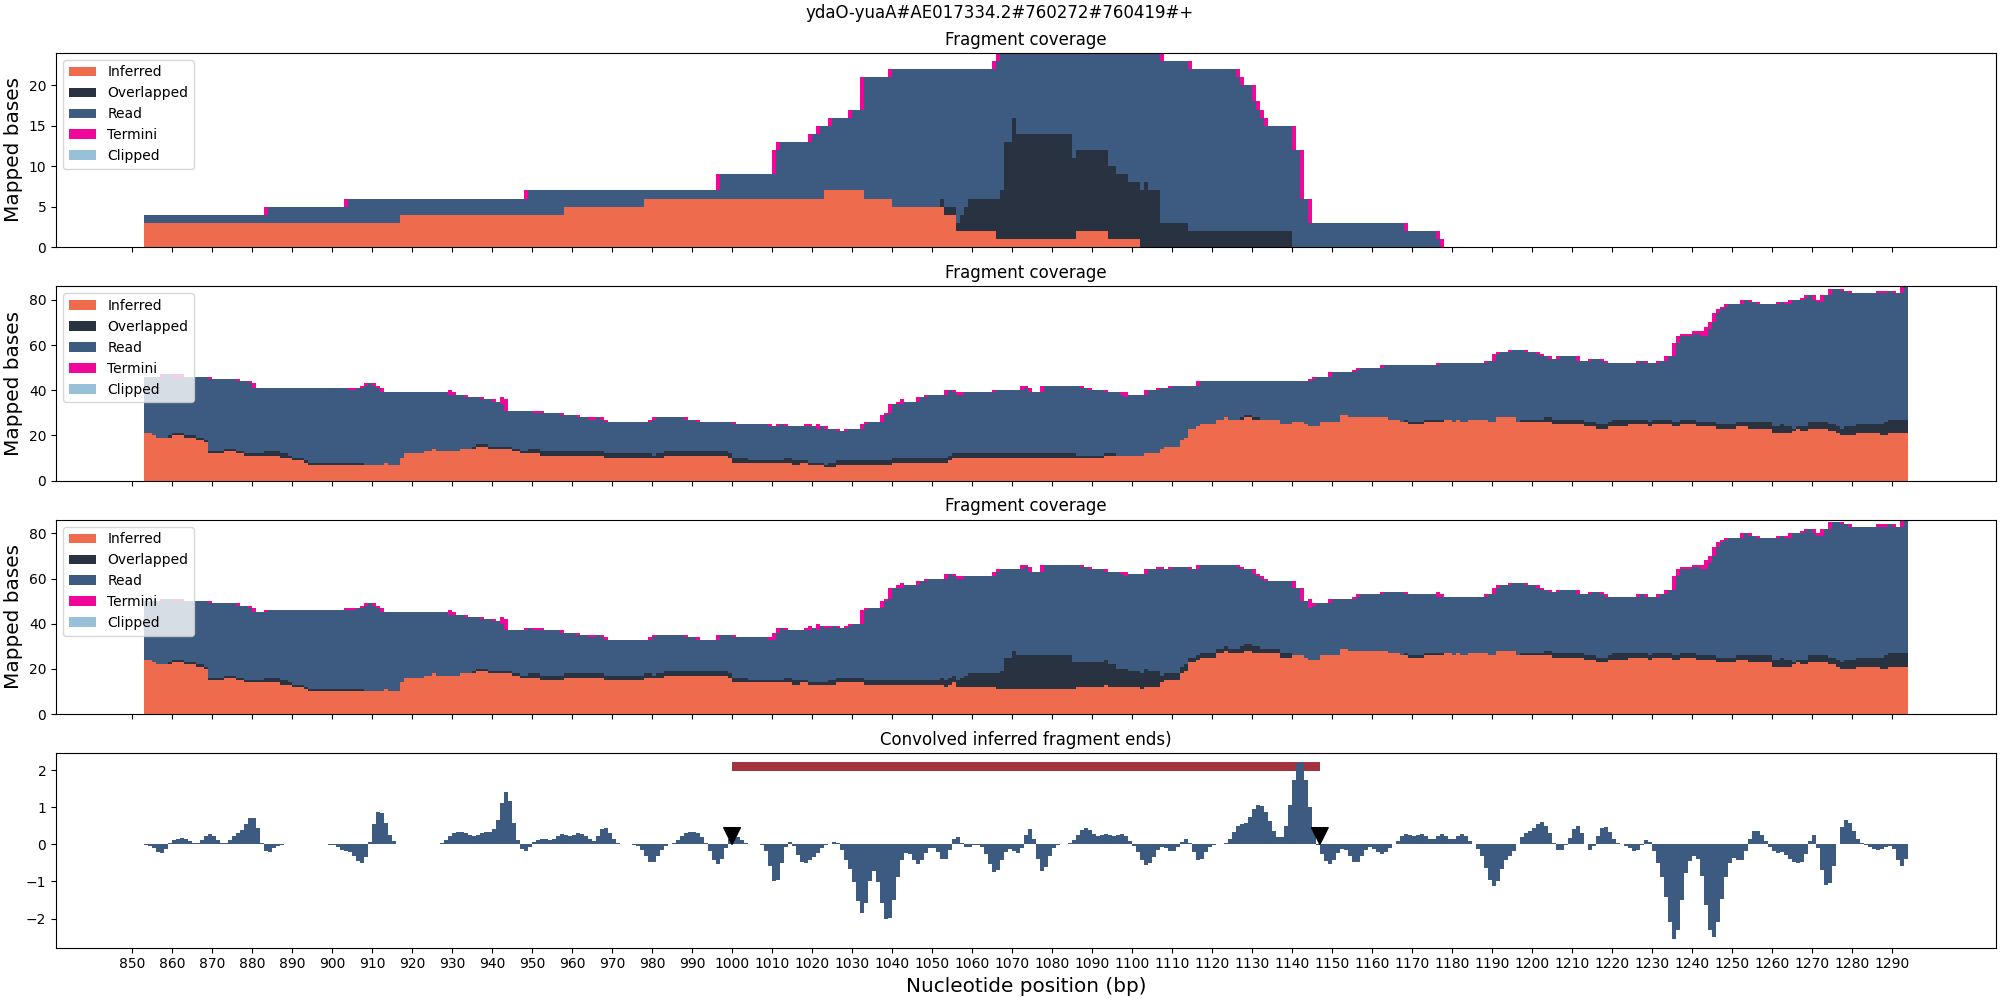 ydaO-yuaA#AE017334.2#760272#760419#+
Fragment coverage
Mapped bases
20
15
10
5
0
Inferred
Overlapped
Read
Termini
Clipped
Fragment coverage
Mapped bases
80
60
40
20
0
Inferred
Overlapped
Read
Termini
Clipped
Fragment coverage
Mapped bases
80
60
40
20
0
Inferred
Overlapped
Read
Termini
Clipped
Convolved inferred fragment ends)
2
1
0
−1
−2
850 860 870 880 890 900 910 920 930 940 950 960 970 980 990 1000 1010 1020 1030 1040 1050 1060 1070 1080 1090 1100 1110 1120 1130 1140 1150 1160 1170 1180 1190 1200 1210 1220 1230 1240 1250 1260 1270 1280 1290
Nucleotide position (bp)